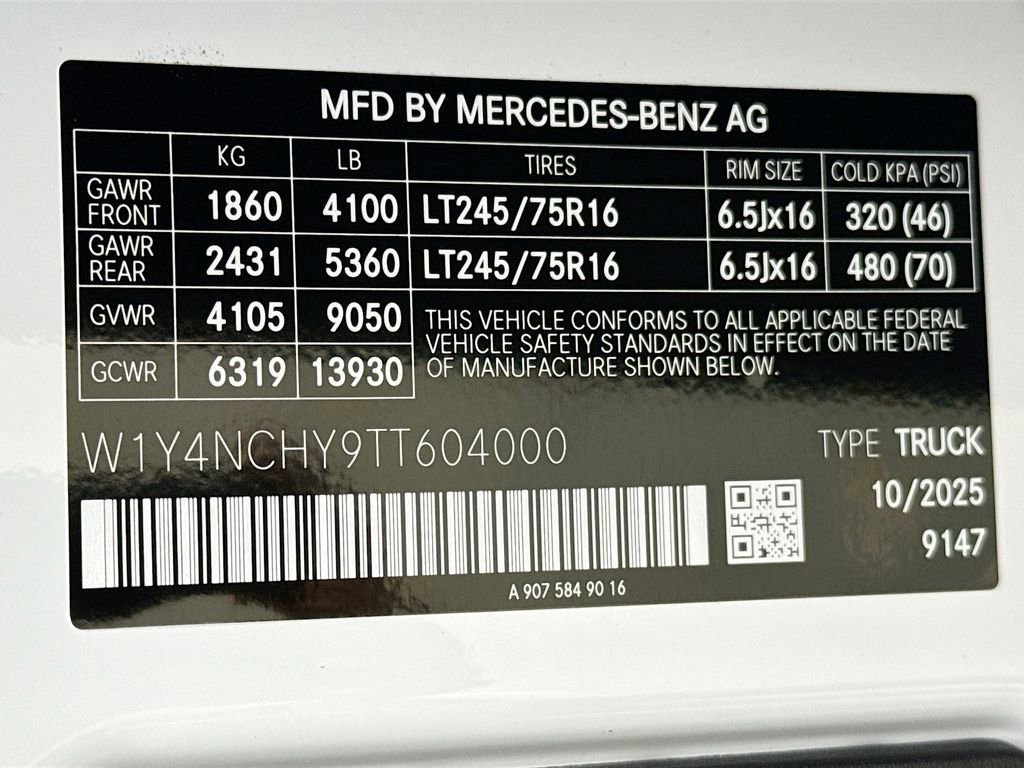 MFD BY MERCEDES-BENZ AG
KG LB TIRES RIM SIZE COLD KPA (PSI)
GAWR FRONT 1860 4100 LT245/75R16 6.5Jx16 320 (46)
GAWR REAR 2431 5360 LT245/75R16 6.5Jx16 480 (70)
GVWR 4105 9050
GCWR 6319 13930
THIS VEHICLE CONFORMS TO ALL APPLICABLE FEDERAL
VEHICLE SAFETY STANDARDS IN EFFECT ON THE DATE
OF MANUFACTURE SHOWN BELOW.
W1Y4NCHY9TT604000
TYPE TRUCK
10/2025
9147
A 907 584 90 16